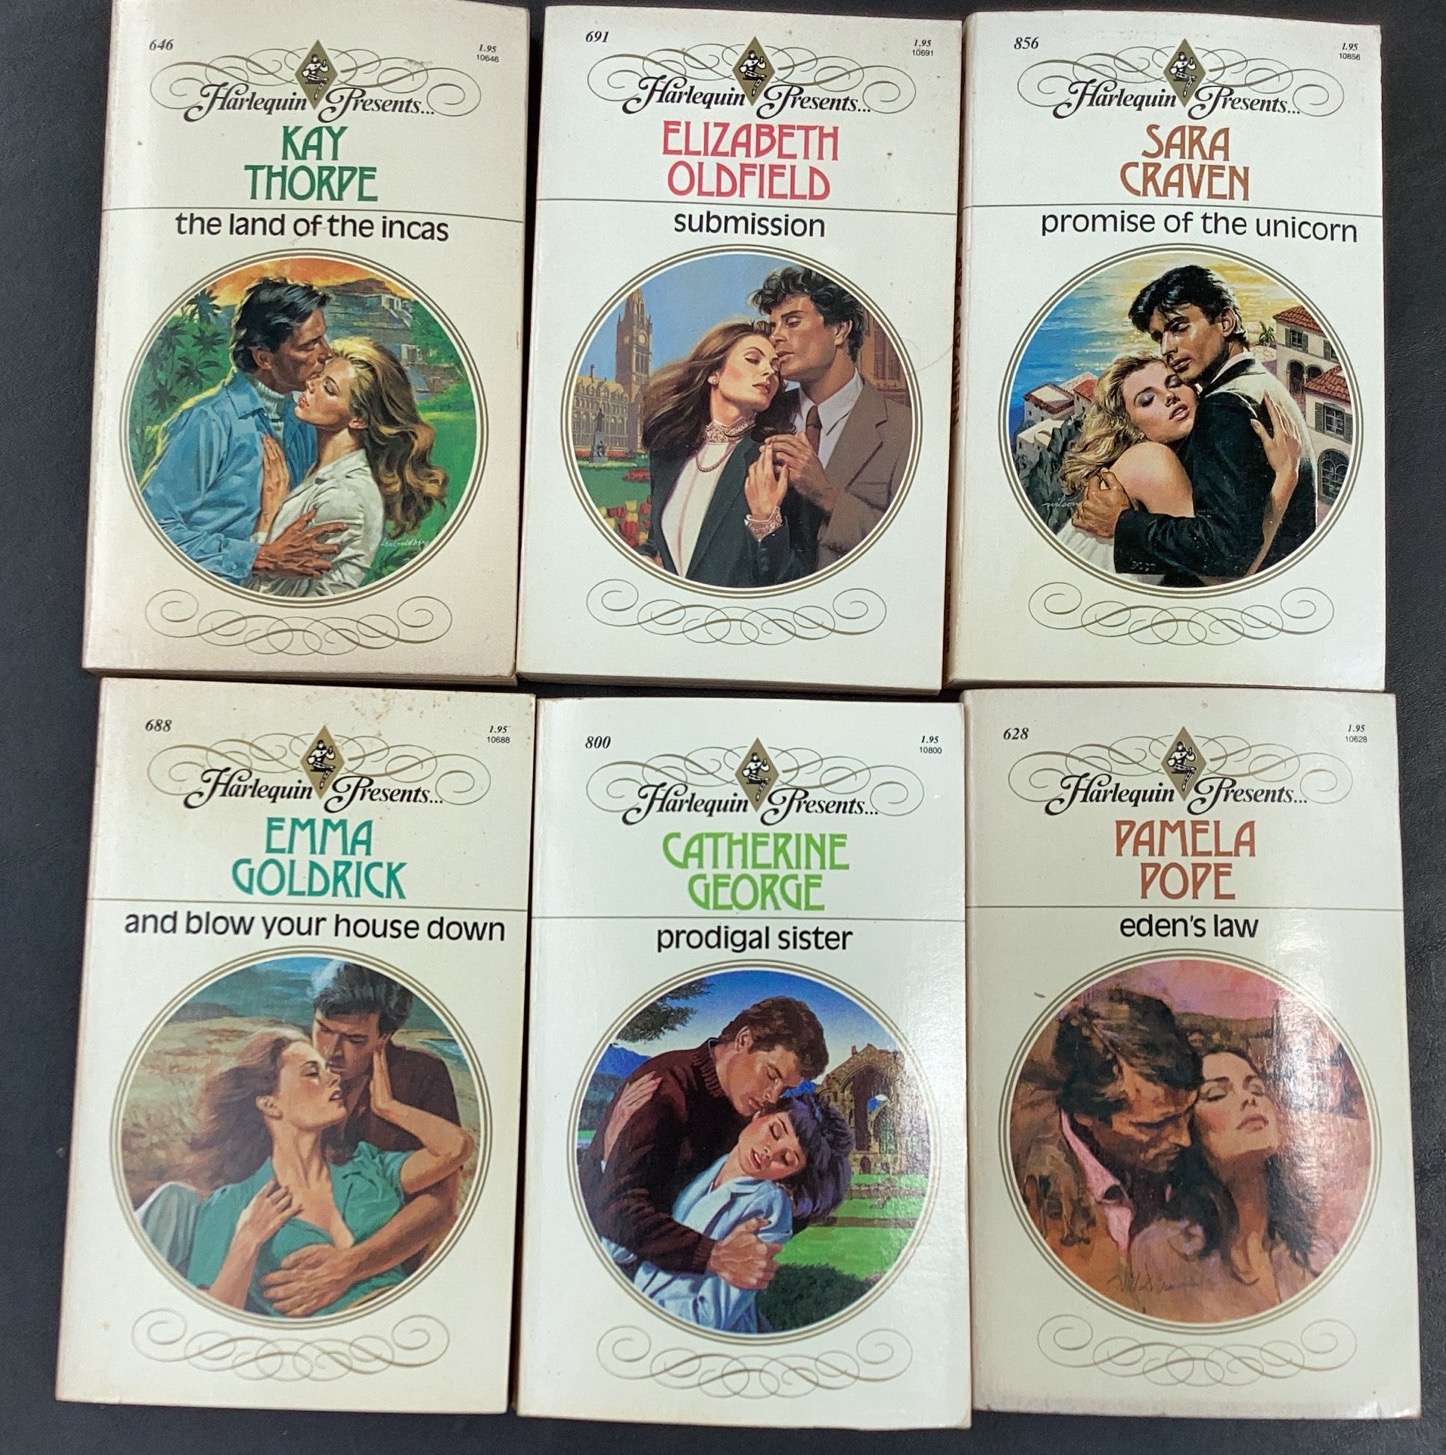 646
1.95
10646
Harlequin Presents...
KAY
THORPE
the land of the incas
691
1.95
10691
Harlequin Presents...
ELIZABETH
OLDFIELD
submission
856
1.95
10856
Harlequin Presents...
SARA
CRAVEN
promise of the unicorn
688
1.95
10688
Harlequin Presents...
EMMA
GOLDRICK
and blow your house down
800
1.95
10800
Harlequin Presents...
CATHERINE
GEORGE
prodigal sister
628
1.95
10628
Harlequin Presents...
PAMELA
POPE
eden's law